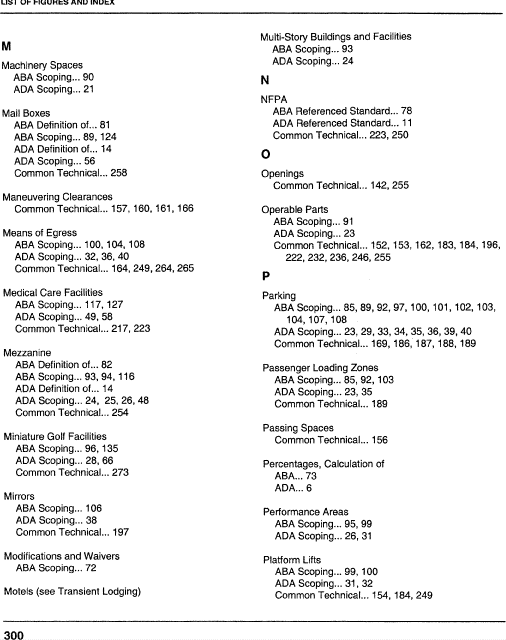 LIST OF FIGURES AND INDEX
M
Machinery Spaces
ABA Scoping... 90
ADA Scoping... 21
Mail Boxes
ABA Definition of... 81
ABA Scoping... 89, 124
ADA Definition of... 14
ADA Scoping... 56
Common Technical... 258
Maneuvering Clearances
Common Technical... 157, 160, 161, 166
Means of Egress
ABA Scoping... 100, 104, 108
ADA Scoping... 32, 36, 40
Common Technical... 164, 249, 264, 265
Medical Care Facilities
ABA Scoping... 117, 127
ADA Scoping... 49, 58
Common Technical... 217, 223
Mezzanine
ABA Definition of... 82
ABA Scoping... 93, 94, 116
ADA Definition of... 14
ADA Scoping... 24, 25, 26, 48
Common Technical... 254
Miniature Golf Facilities
ABA Scoping... 96, 135
ADA Scoping... 28, 66
Common Technical... 273
Mirrors
ABA Scoping... 106
ADA Scoping... 38
Common Technical... 197
Modifications and Waivers
ABA Scoping... 72
Motels (see Transient Lodging)
Multi-Story Buildings and Facilities
ABA Scoping... 93
ADA Scoping... 24
N
NFPA
ABA Referenced Standard... 78
ADA Referenced Standard... 11
Common Technical... 223, 250
O
Openings
Common Technical... 142, 255
Operable Parts
ABA Scoping... 91
ADA Scoping... 23
Common Technical... 152, 153, 162, 183, 184, 196,
222, 232, 236, 246, 255
P
Parking
ABA Scoping... 85, 89, 92, 97, 100, 101, 102, 103,
104, 107, 108
ADA Scoping... 23, 29, 33, 34, 35, 36, 39, 40
Common Technical... 169, 186, 187, 188, 189
Passenger Loading Zones
ABA Scoping... 85, 92, 103
ADA Scoping... 23, 35
Common Technical... 189
Passing Spaces
Common Technical... 156
Percentages, Calculation of
ABA... 73
ADA... 6
Performance Areas
ABA Scoping... 95, 99
ADA Scoping... 26, 31
Platform Lifts
ABA Scoping... 99, 100
ADA Scoping... 31, 32
Common Technical... 154, 184, 249
300